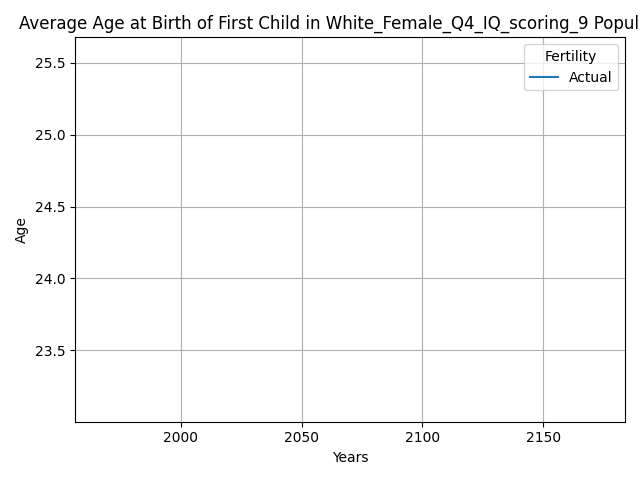 Average Age at Birth of First Child in White_Female_Q4_IQ_scoring_9 Popul
Fertility
Actual
25.5
25.0
24.5
24.0
23.5
Age
2000 2050 2100 2150
Years